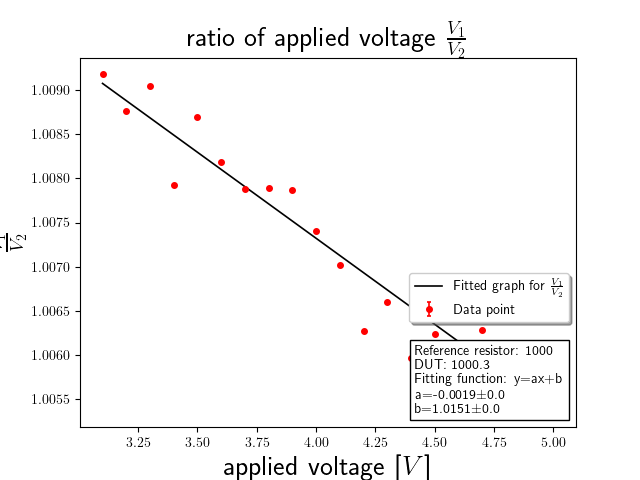 ratio of applied voltage V₁/V₂
1.0090
1.0085
1.0080
1.0075
1.0070
1.0065
1.0060
1.0055
V₁/V₂
Fitted graph for V₁/V₂
Data point
Reference resistor: 1000
DUT: 1000.3
Fitting function: y=ax+b
a=-0.0019±0.0
b=1.0151±0.0
3.25 3.50 3.75 4.00 4.25 4.50 4.75 5.00
applied voltage [V]